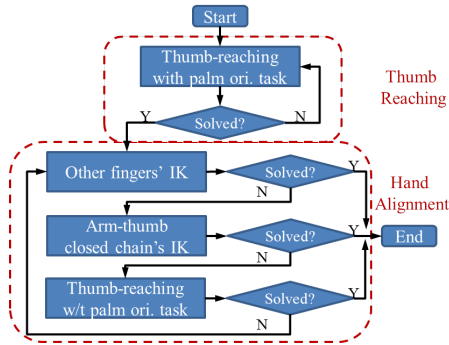 Start
Thumb-reaching
with palm ori. task
Thumb
Reaching
Y
Solved?
N
Other fingers' IK
Solved?
Y
N
Hand
Alignment
Arm-thumb
closed chain's IK
Solved?
Y
End
N
Thumb-reaching
w/t palm ori. task
Solved?
Y
N